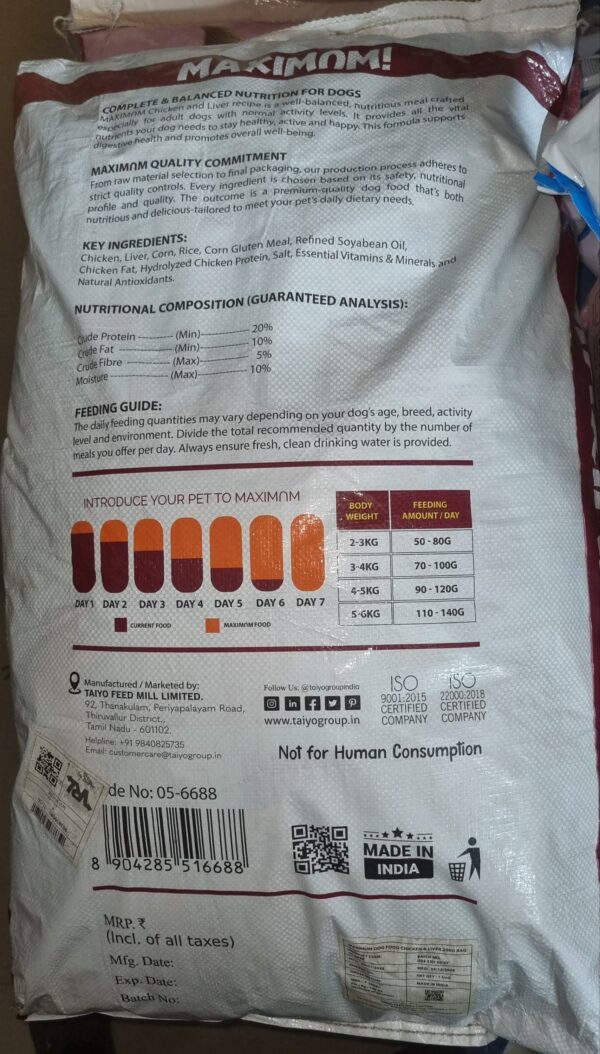 MAXIMOM!
COMPLETE & BALANCED NUTRITION FOR DOGS
MAXIMOM Chicken and Liver recipe is a well-balanced, nutritious meal crafted
especially for adult dogs with normal activity levels. It provides all the vital
nutrients your dog needs to stay healthy, active and happy. This formula supports
digestive health and promotes overall well-being.
MAXIMOM QUALITY COMMITMENT
From raw material selection to final packaging, our production process adheres to
strict quality controls. Every ingredient is chosen based on its safety, nutritional
profile and quality. The outcome is a premium-quality dog food that's both
nutritious and delicious-tailored to meet your pet's daily dietary needs.
KEY INGREDIENTS:
Chicken, Liver, Corn, Rice, Corn Gluten Meal, Refined Soyabean Oil,
Chicken Fat, Hydrolyzed Chicken Protein, Salt, Essential Vitamins & Minerals and
Natural Antioxidants.
NUTRITIONAL COMPOSITION (GUARANTEED ANALYSIS):
Crude Protein ---------- (Min)-------------- 20%
Crude Fat --------------- (Min)-------------- 10%
Crude Fibre ------------- (Max)-------------- 5%
Moisture ---------------- (Max)-------------- 10%
FEEDING GUIDE:
The daily feeding quantities may vary depending on your dog's age, breed, activity
level and environment. Divide the total recommended quantity by the number of
meals you offer per day. Always ensure fresh, clean drinking water is provided.
INTRODUCE YOUR PET TO MAXIMOM
DAY 1 DAY 2 DAY 3 DAY 4 DAY 5 DAY 6 DAY 7
CURRENT FOOD MAXIMOM FOOD
BODY WEIGHT FEEDING AMOUNT / DAY
2-3KG 50 - 80G
3-4KG 70 - 100G
4-5KG 90 - 120G
5-6KG 110 - 140G
Manufactured / Marketed by:
TAIYO FEED MILL LIMITED.
92, Thanakulam, Periyapalayam Road,
Thiruvallur District.,
Tamil Nadu - 601102.
Helpline: +91 9840825735
Email: customercare@taiyogroup.in
Follow Us: @taiyogroupindia
www.taiyogroup.in
ISO
9001:2015
CERTIFIED
COMPANY
ISO
22000:2018
CERTIFIED
COMPANY
Not for Human Consumption
VRL
de No: 05-6688
8 904285 516688
MADE IN
INDIA
MRP. ₹
(Incl. of all taxes)
Mfg. Date:
Exp. Date:
Batch No:
DOG FOOD CHICKEN & LIVER 20KG BAG
BATCH NO.
MADE IN INDIA